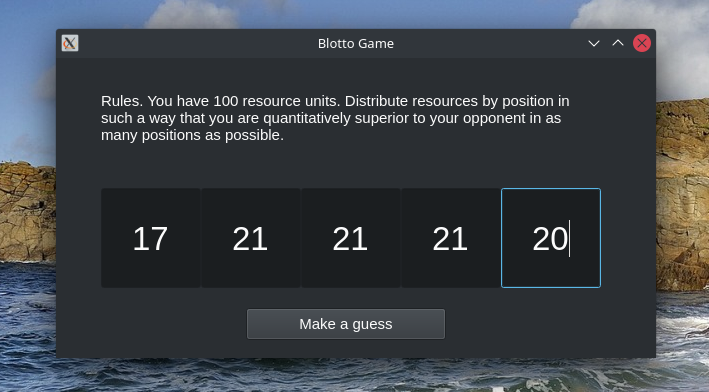 Blotto Game
Rules. You have 100 resource units. Distribute resources by position in
such a way that you are quantitatively superior to your opponent in as
many positions as possible.
17 21 21 21 20
Make a guess